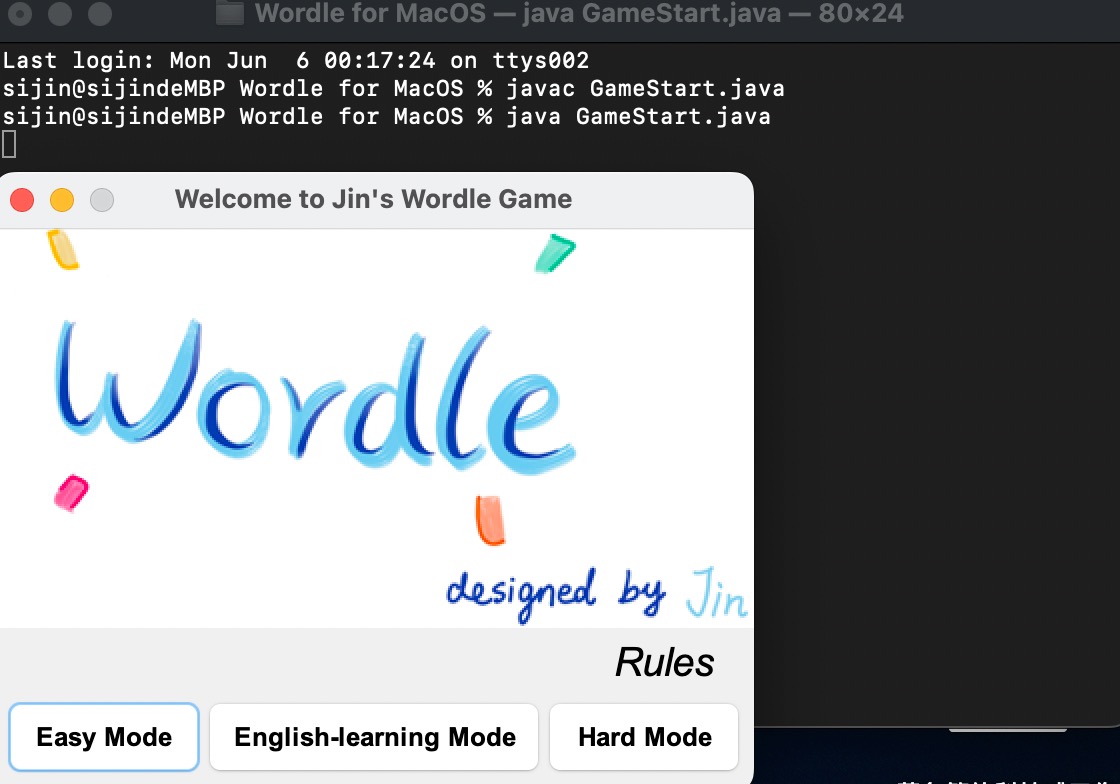 Wordle for MacOS — java GameStart.java — 80×24
Last login: Mon Jun  6 00:17:24 on ttys002
sijin@sijindeMBP Wordle for MacOS % javac GameStart.java
sijin@sijindeMBP Wordle for MacOS % java GameStart.java
Welcome to Jin's Wordle Game
Wordle
designed by Jin
Rules
Easy Mode
English-learning Mode
Hard Mode